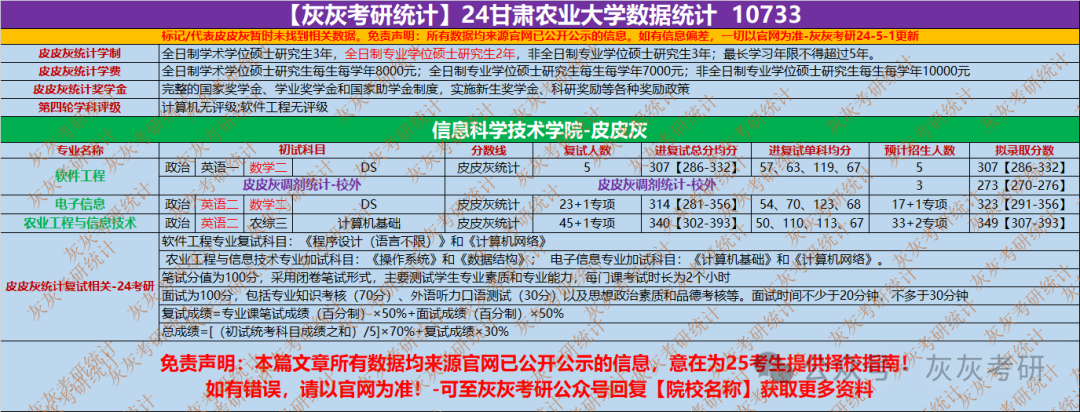 【灰灰考研统计】24甘肃农业大学数据统计 10733
标记/代表皮皮灰暂时未找到相关数据。免责声明：所有数据均来源官网已公开公示的信息。如有信息偏差，一切以官网为准-灰灰考研24-5-1更新
皮皮灰统计学制 全日制学术学位硕士研究生3年，全日制专业学位硕士研究生2年，非全日制专业学位硕士研究生3年；最长学习年限不得超过5年。
皮皮灰统计学费 全日制学术学位硕士研究生每生每学年8000元；全日制专业学位硕士研究生每生每学年7000元；非全日制专业学位硕士研究生每生每学年10000元
皮皮灰统计奖学金 完整的国家奖学金、学业奖学金和国家助学金制度，实施新生奖学金、科研奖励等各种奖励政策
第四轮学科评级 计算机无评级;软件工程无评级
信息科学技术学院-皮皮灰
专业名称 初试科目 分数线 复试人数 进复试总分均分 进复试单科均分 预计招生人数 拟录取分数
软件工程 政治 英语一 数学二 DS 皮皮灰统计 5 307【286-332】 57、63、119、67 5 307【286-332】
皮皮灰调剂统计-校外 皮皮灰调剂统计-校外 3 273【270-276】
电子信息 政治 英语二 数学二 DS 皮皮灰统计 23+1专项 314【281-356】 54、70、123、68 17+1专项 323【291-356】
农业工程与信息技术 政治 英语二 农综三 计算机基础 皮皮灰统计 45+1专项 340【302-393】 50、110、113、67 33+2专项 349【307-393】
皮皮灰统计复试相关-24考研
软件工程专业复试科目：《程序设计（语言不限）》和《计算机网络》
农业工程与信息技术专业加试科目：《操作系统》和《数据结构》； 电子信息专业加试科目：《计算机基础》和《计算机网络》。
笔试分值为100分，采用闭卷笔试形式，主要测试学生专业素质和专业能力，每门课考试时长为2个小时
面试为100分，包括专业知识考核（70分）、外语听力口语测试（30分）以及思想政治素质和品德考核等。面试时间不少于20分钟，不多于30分钟
复试成绩=专业课笔试成绩（百分制）×50%+面试成绩（百分制）×50%
总成绩=[（初试统考科目成绩之和）/5]×70%+复试成绩×30%
免责声明：本篇文章所有数据均来源官网已公开公示的信息，意在为25考生提供择校指南！
如有错误，请以官网为准！-可至灰灰考研公众号回复【院校名称】获取更多资料
公众号 灰灰考研